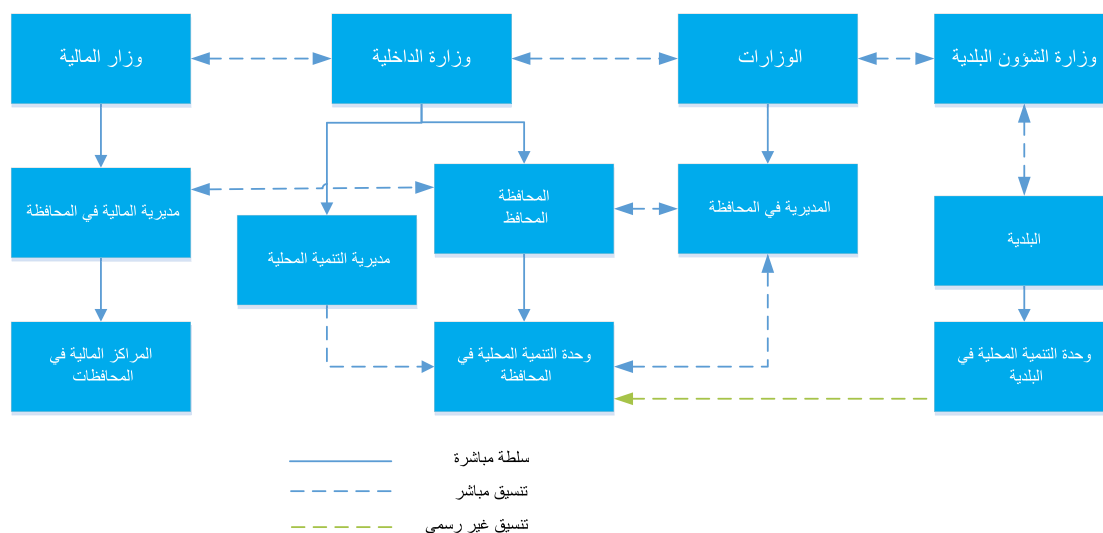 وزارة الشؤون البلدية
الوزارات
وزارة الداخلية
وزار المالية
المديرية في المحافظة
المحافظة
المحافظ
مديرية المالية في المحافظة
البلدية
مديرية التنمية المحلية
وحدة التنمية المحلية في
البلدية
وحدة التنمية المحلية في
المحافظة
المراكز المالية في
المحافظات
سلطة مباشرة
تنسيق مباشر
تنسيق غير رسمي